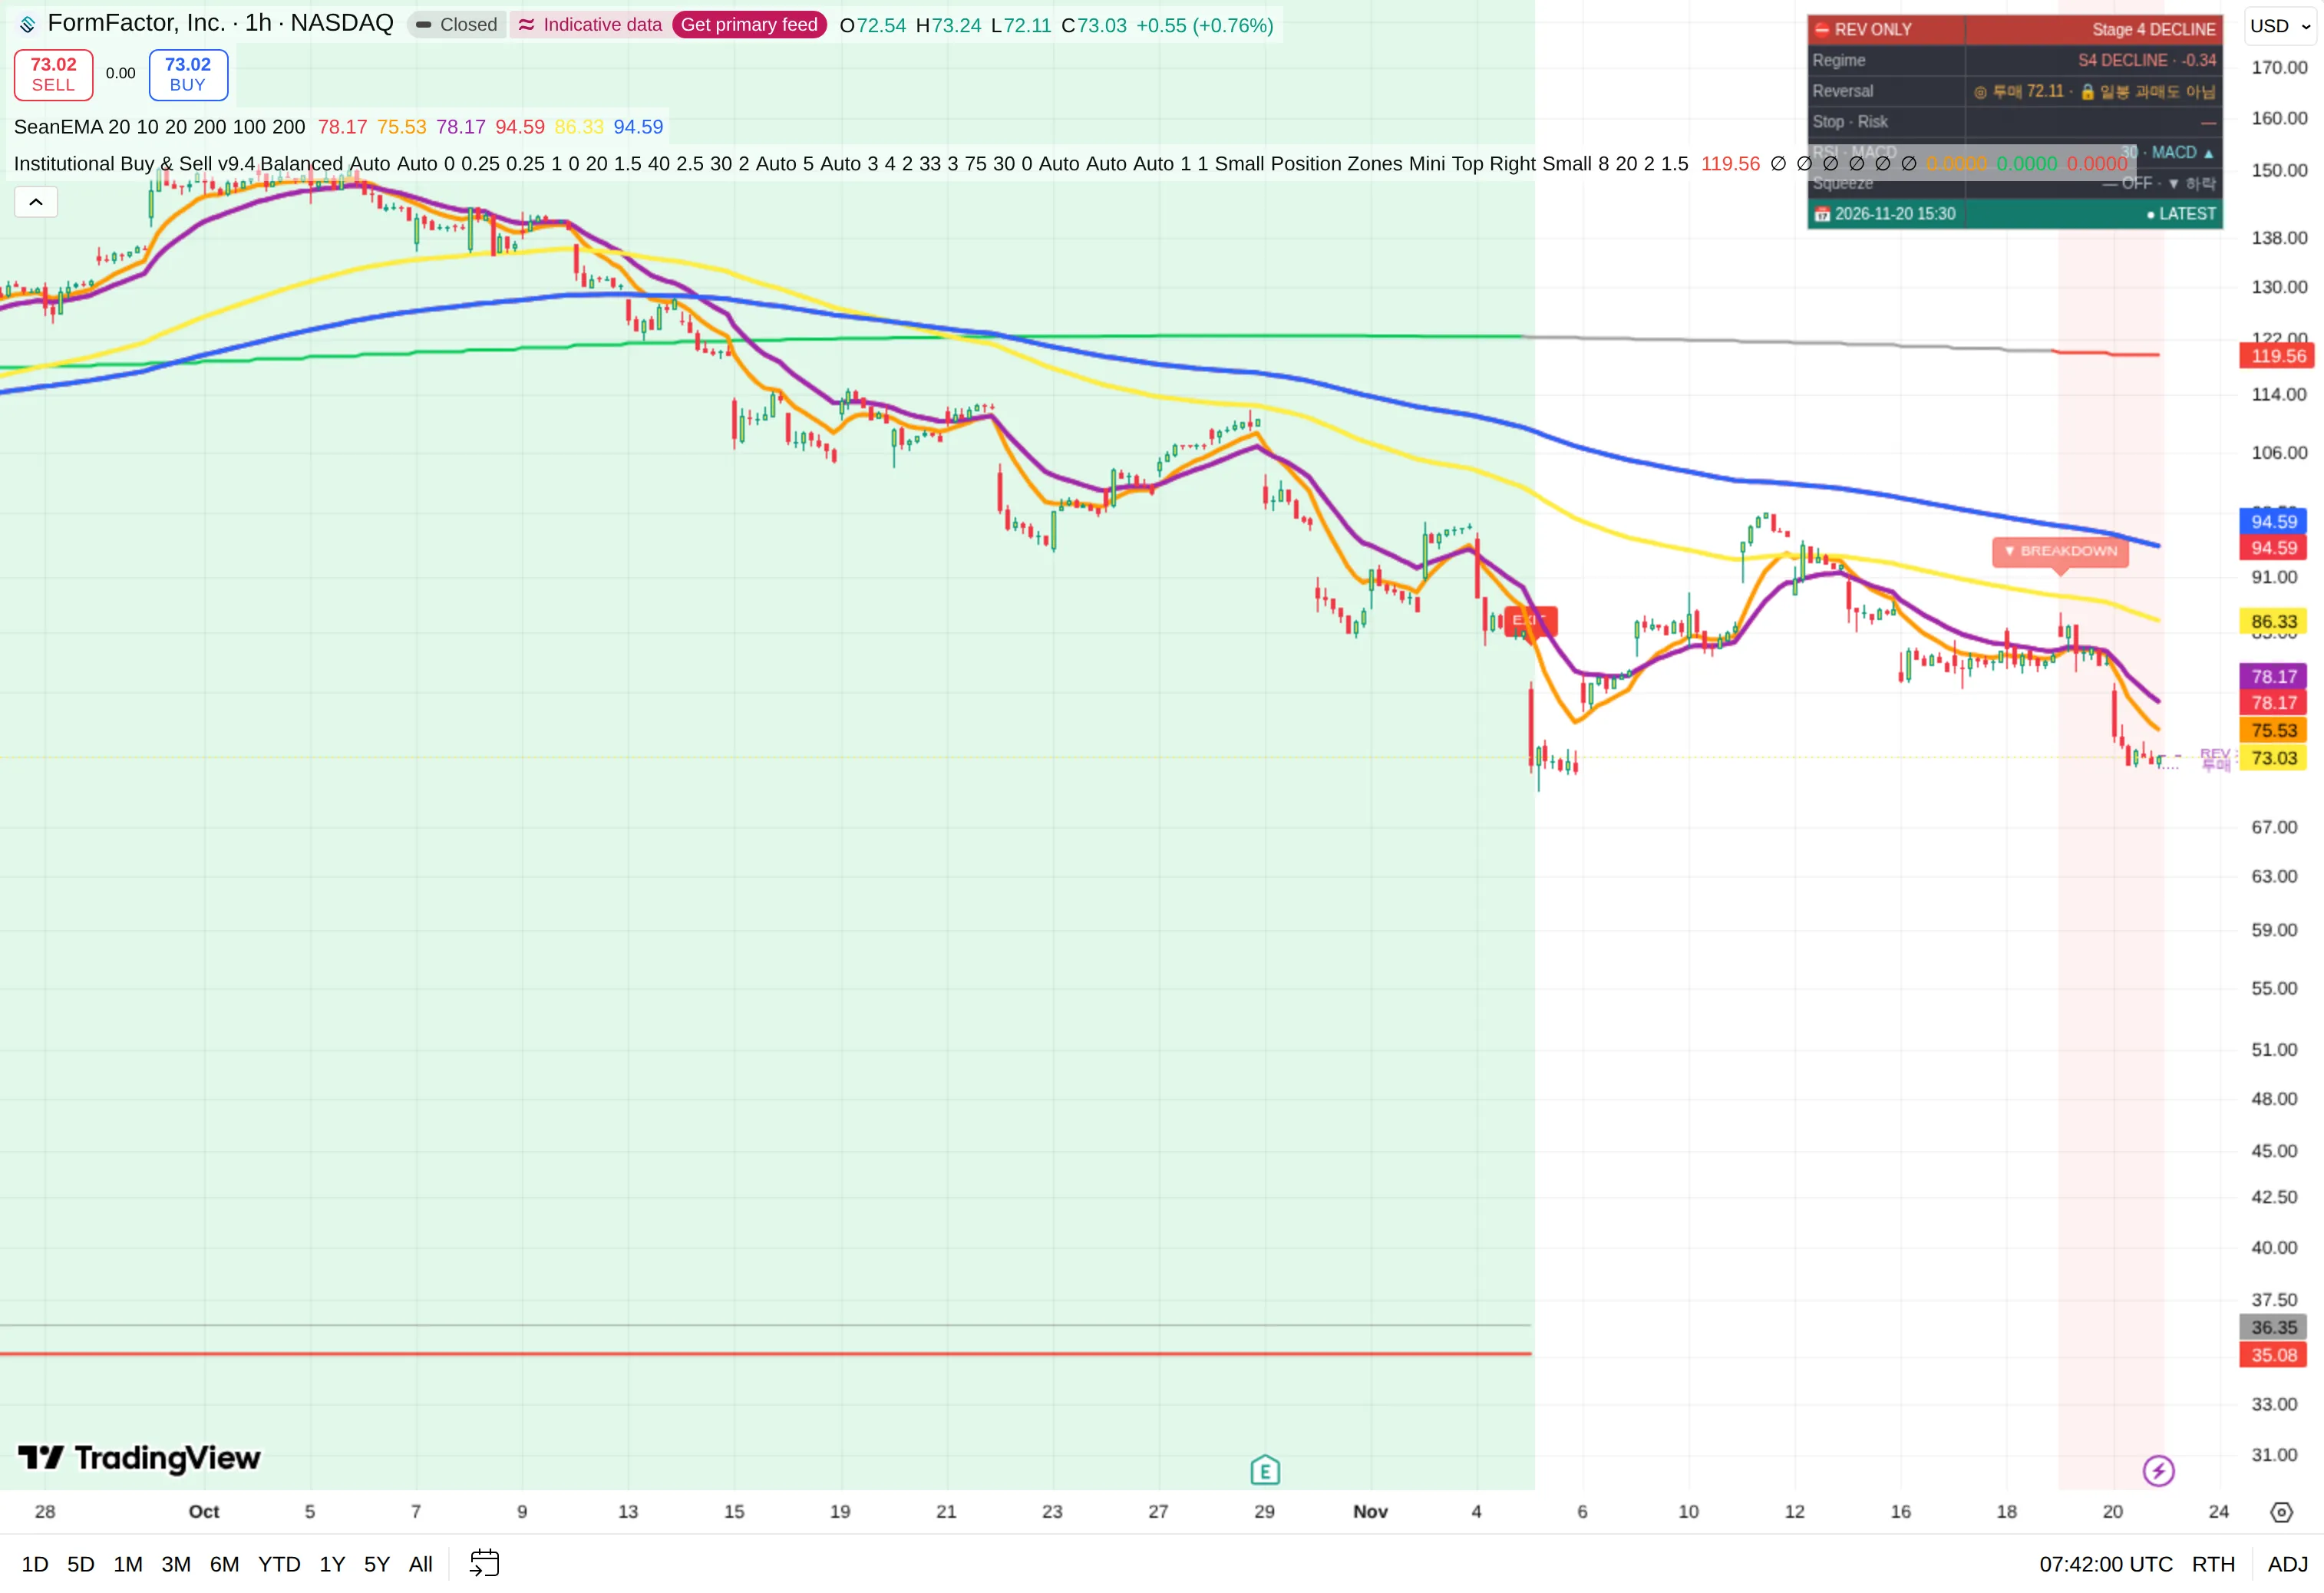 FormFactor, Inc. · 1h · NASDAQ Closed Indicative data Get primary feed O72.54 H73.24 L72.11 C73.03 +0.55 (+0.76%)
73.02 SELL 0.00 73.02 BUY
SeanEMA 20 10 20 200 100 200 78.17 75.53 78.17 94.59 86.33 94.59
Institutional Buy & Sell v9.4 Balanced Auto Auto 0 0.25 0.25 1 0 20 1.5 40 2.5 30 2 Auto 5 Auto 3 4 2 33 3 75 30 0 Auto Auto Auto 1 1 Small Position Zones Mini Top Right Small 8 20 2 1.5 119.56 ∅ ∅ ∅ ∅ ∅ ∅ 0.0000 0.0000 0.0000
REV ONLY Stage 4 DECLINE
Regime S4 DECLINE · -0.34
Reversal ◎ 투매 72.11 · 🔒 일봉 과매도 아님
Stop · Risk —
RSI · MACD 30 · MACD ▲
Squeeze — OFF · ▼ 하락
📅 2026-11-20 15:30 ● LATEST
USD
170.00
160.00
150.00
138.00
130.00
122.00
119.56
114.00
106.00
94.59
94.59
91.00
86.33
78.17
78.17
75.53
73.03
67.00
63.00
59.00
55.00
51.00
48.00
45.00
42.50
40.00
37.50
36.35
35.08
33.00
31.00
▼ BREAKDOWN
REV
투매
TradingView
E
28 Oct 5 7 9 13 15 19 21 23 27 29 Nov 4 6 10 12 16 18 20 24
1D 5D 1M 3M 6M YTD 1Y 5Y All 07:42:00 UTC RTH ADJ